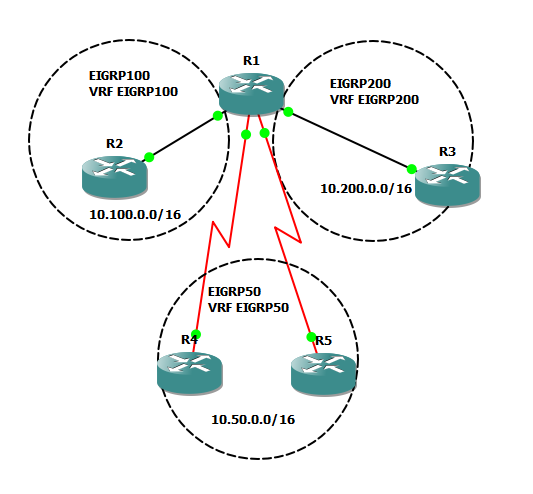 R1
EIGRP100
VRF EIGRP100
EIGRP200
VRF EIGRP200
R2
R3
10.200.0.0/16
10.100.0.0/16
EIGRP50
VRF EIGRP50
R4
R5
10.50.0.0/16